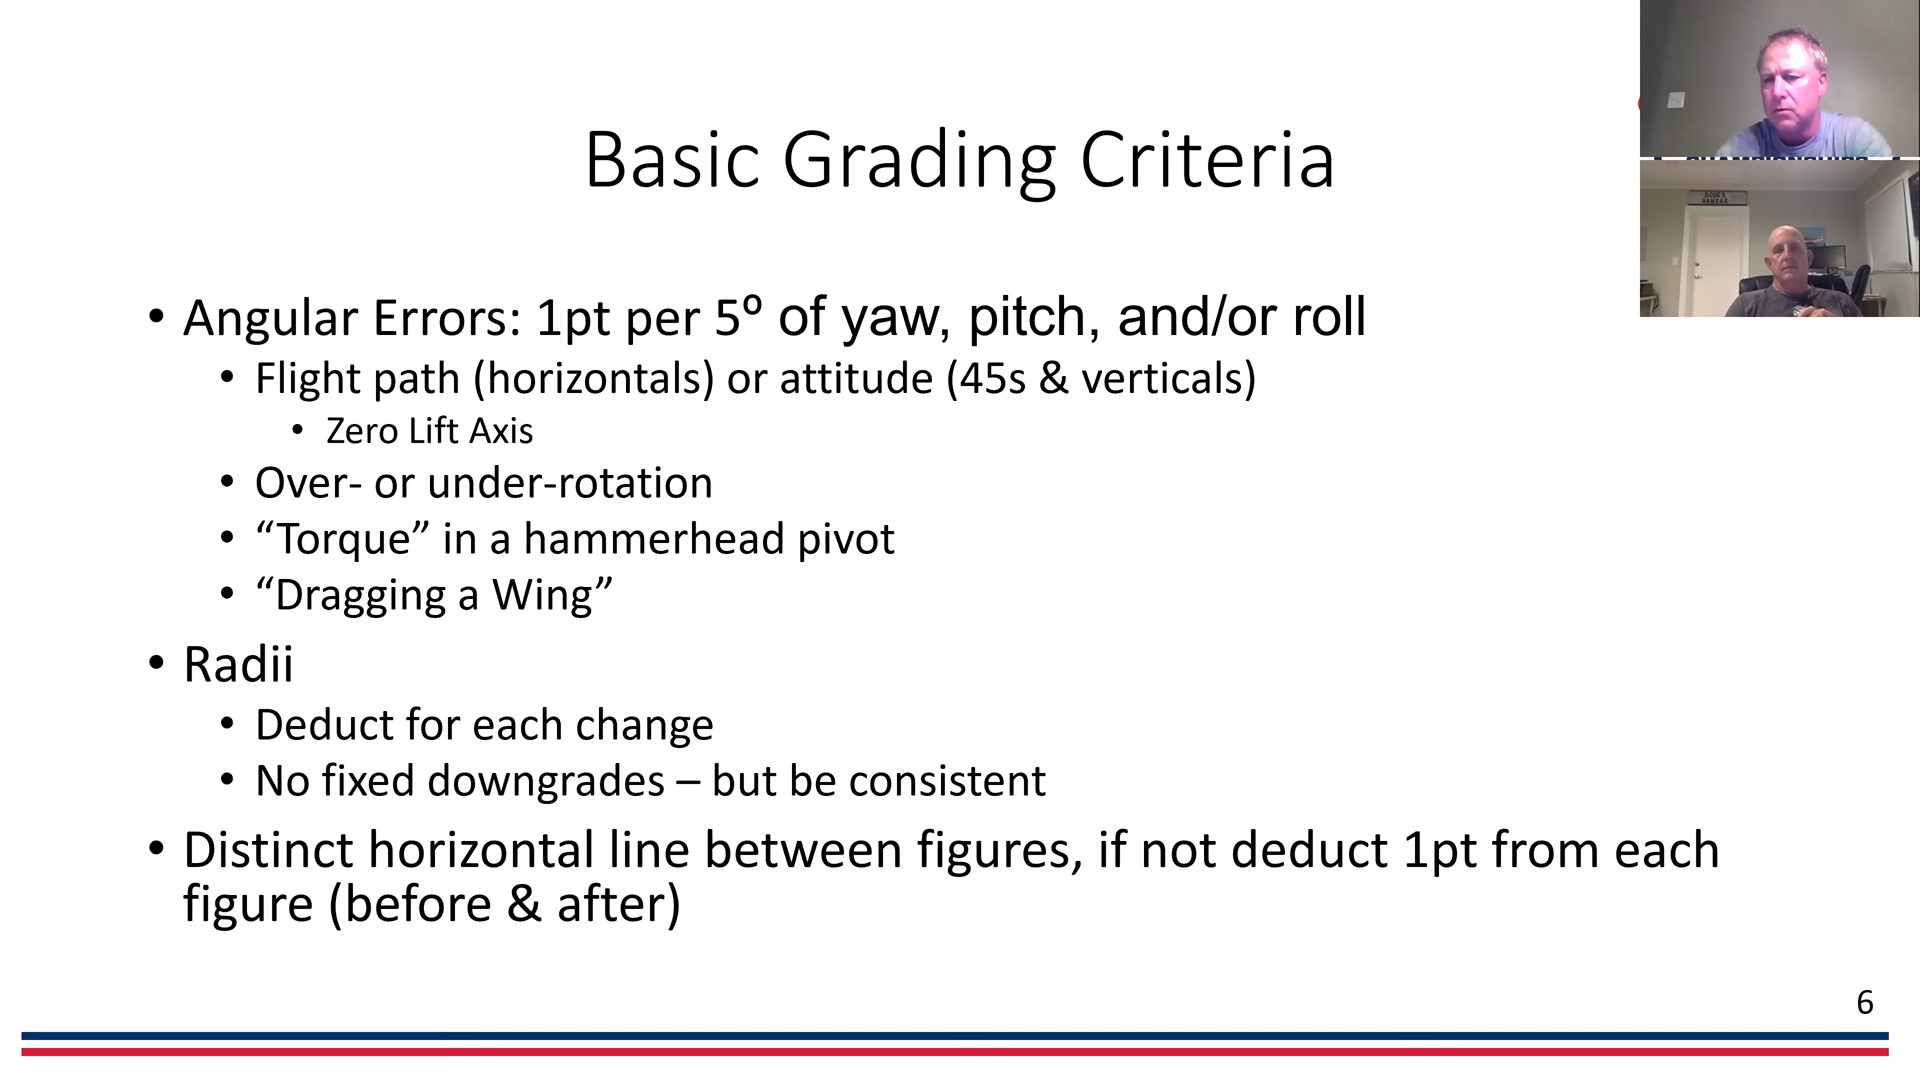 Basic Grading Criteria
• Angular Errors: 1pt per 5º of yaw, pitch, and/or roll
• Flight path (horizontals) or attitude (45s & verticals)
• Zero Lift Axis
• Over- or under-rotation
• “Torque” in a hammerhead pivot
• “Dragging a Wing”
• Radii
• Deduct for each change
• No fixed downgrades – but be consistent
• Distinct horizontal line between figures, if not deduct 1pt from each
figure (before & after)
6
DOUG'S
HANGAR